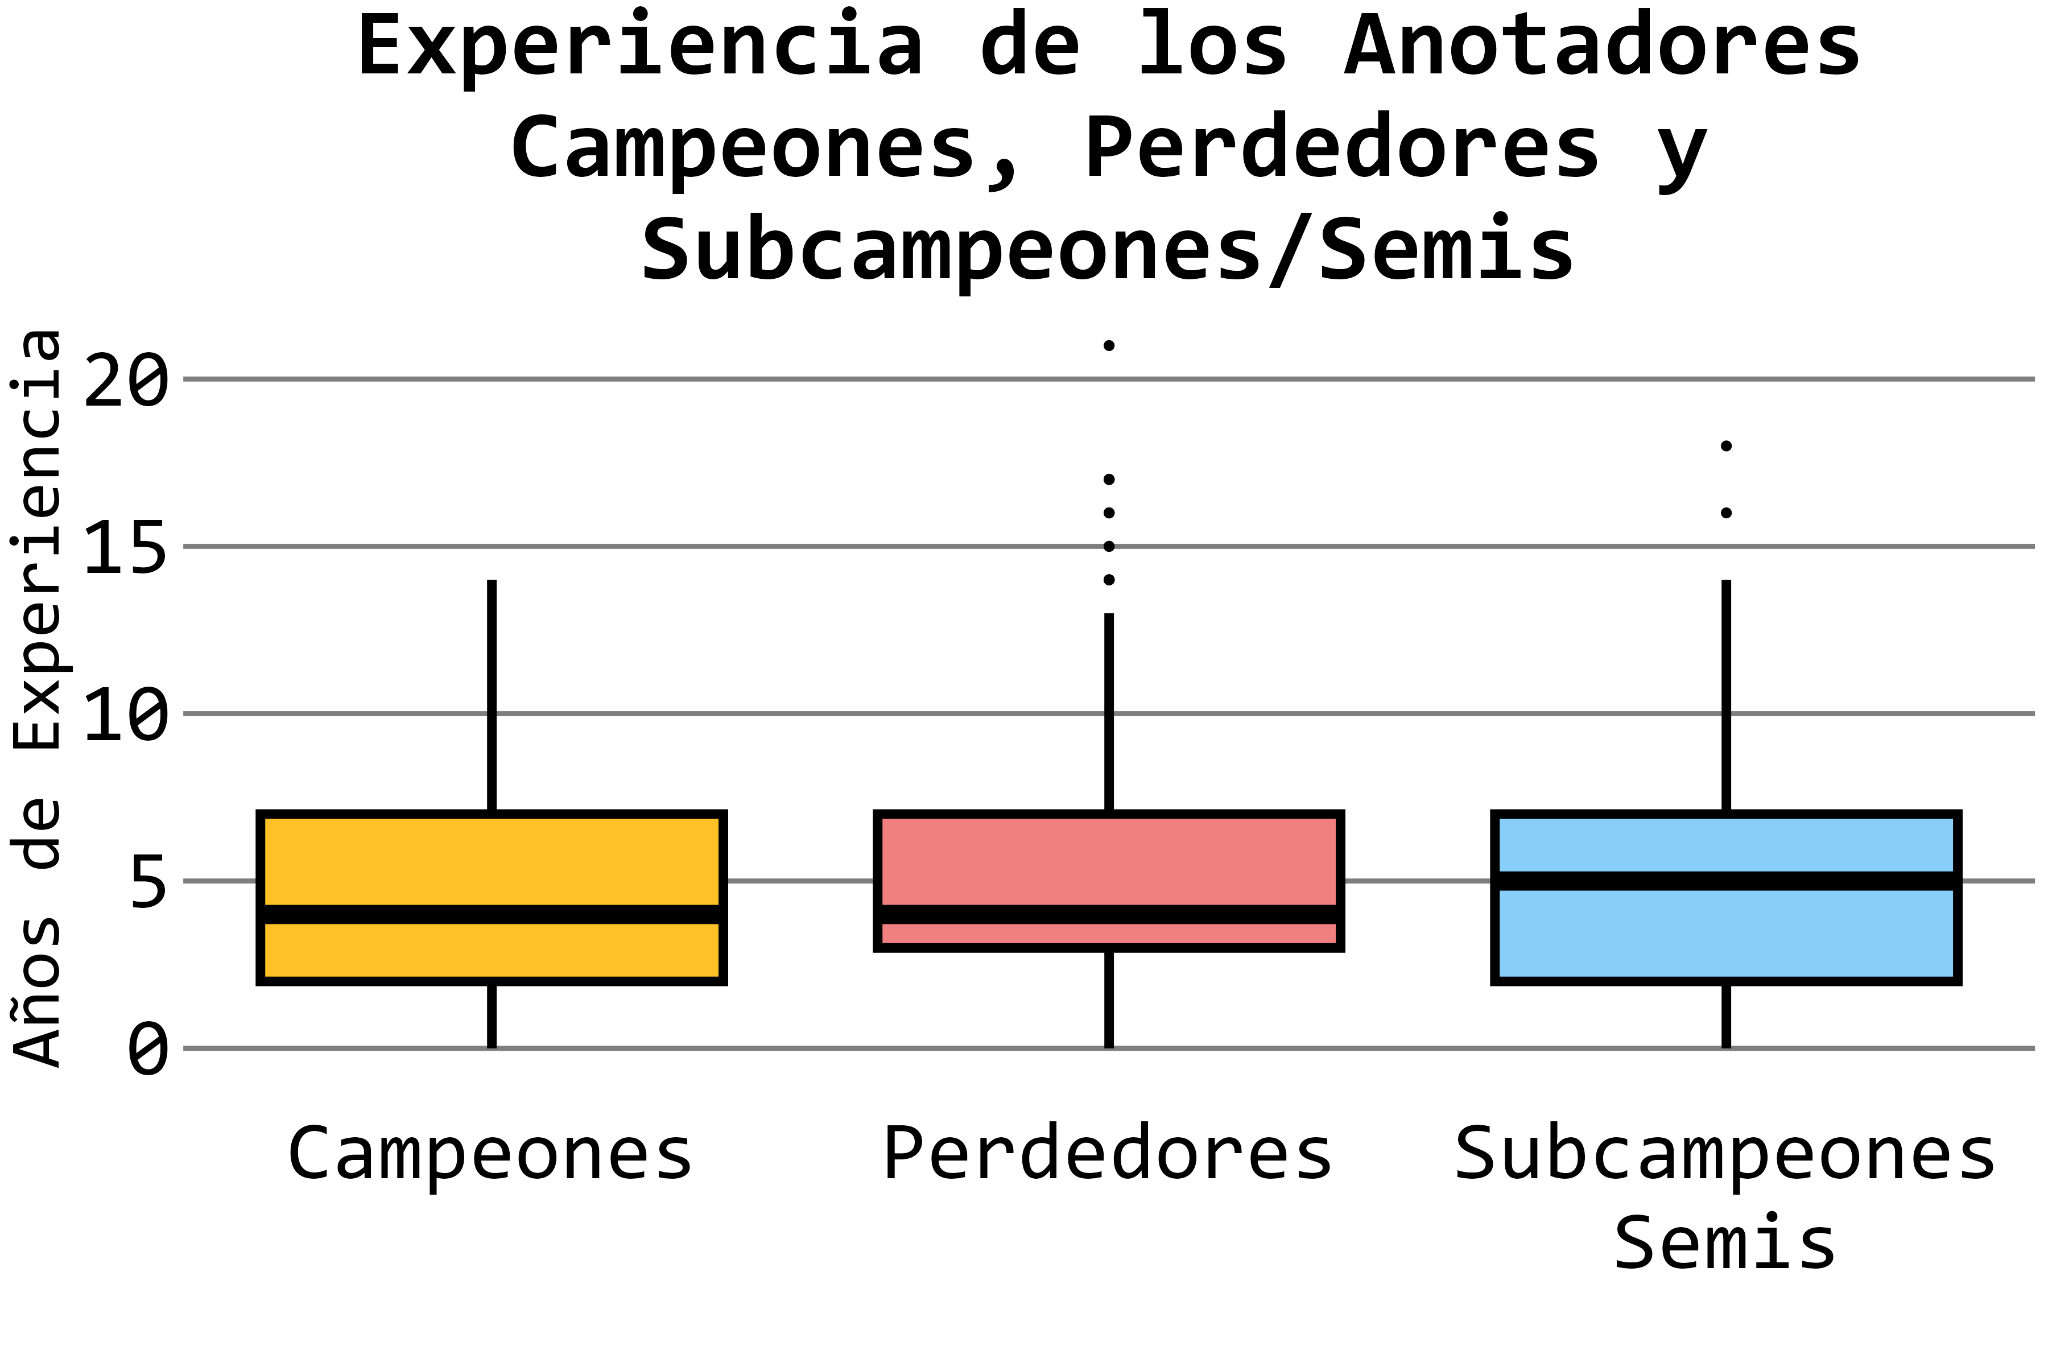 Experiencia de los Anotadores
Campeones, Perdedores y
Subcampeones/Semis
Años de Experiencia
20
15
10
5
0
Campeones
Perdedores
Subcampeones
Semis